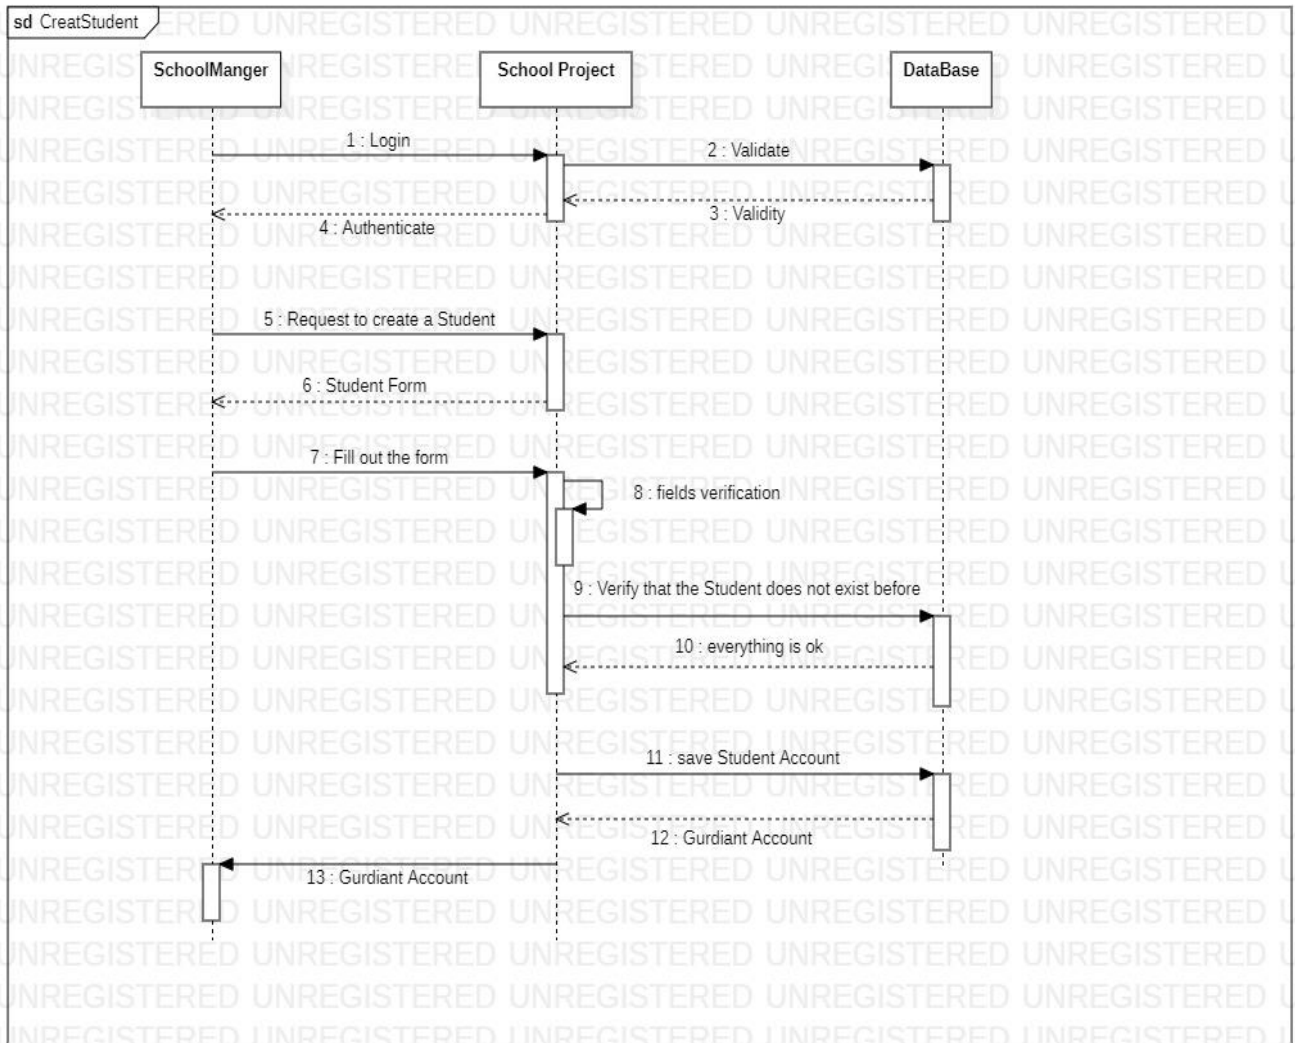 sd CreatStudent
SchoolManger
School Project
DataBase
1 : Login
2 : Validate
3 : Validity
4 : Authenticate
5 : Request to create a Student
6 : Student Form
7 : Fill out the form
8 : fields verification
9 : Verify that the Student does not exist before
10 : everything is ok
11 : save Student Account
12 : Gurdiant Account
13 : Gurdiant Account
UNREGISTERED